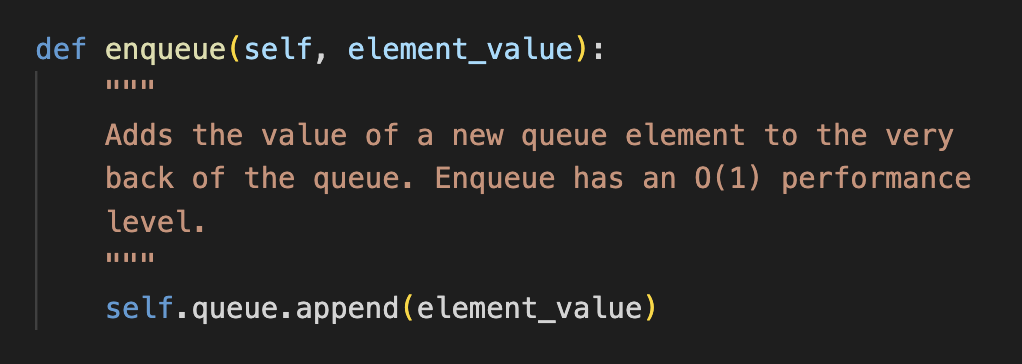 def enqueue(self, element_value):
"""
Adds the value of a new queue element to the very
back of the queue. Enqueue has an O(1) performance
level.
"""
self.queue.append(element_value)